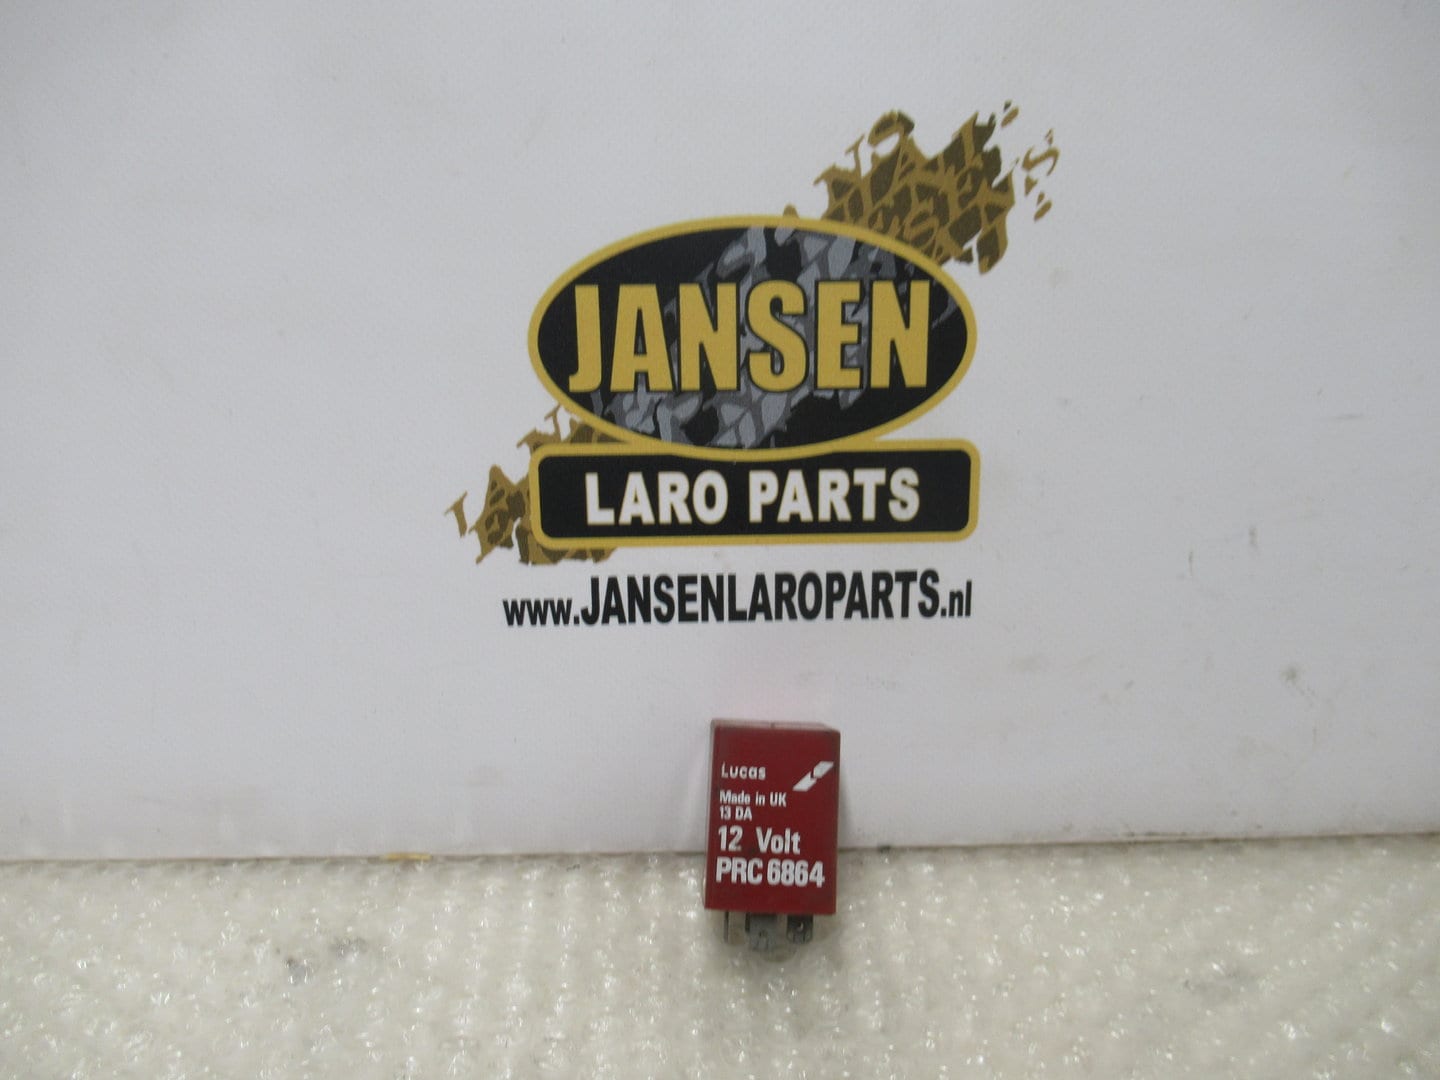 JANSEN
LARO PARTS
www.JANSENLAROPARTS.nl
Lucas
Made in UK
13 DA
12 Volt
PRC 6864